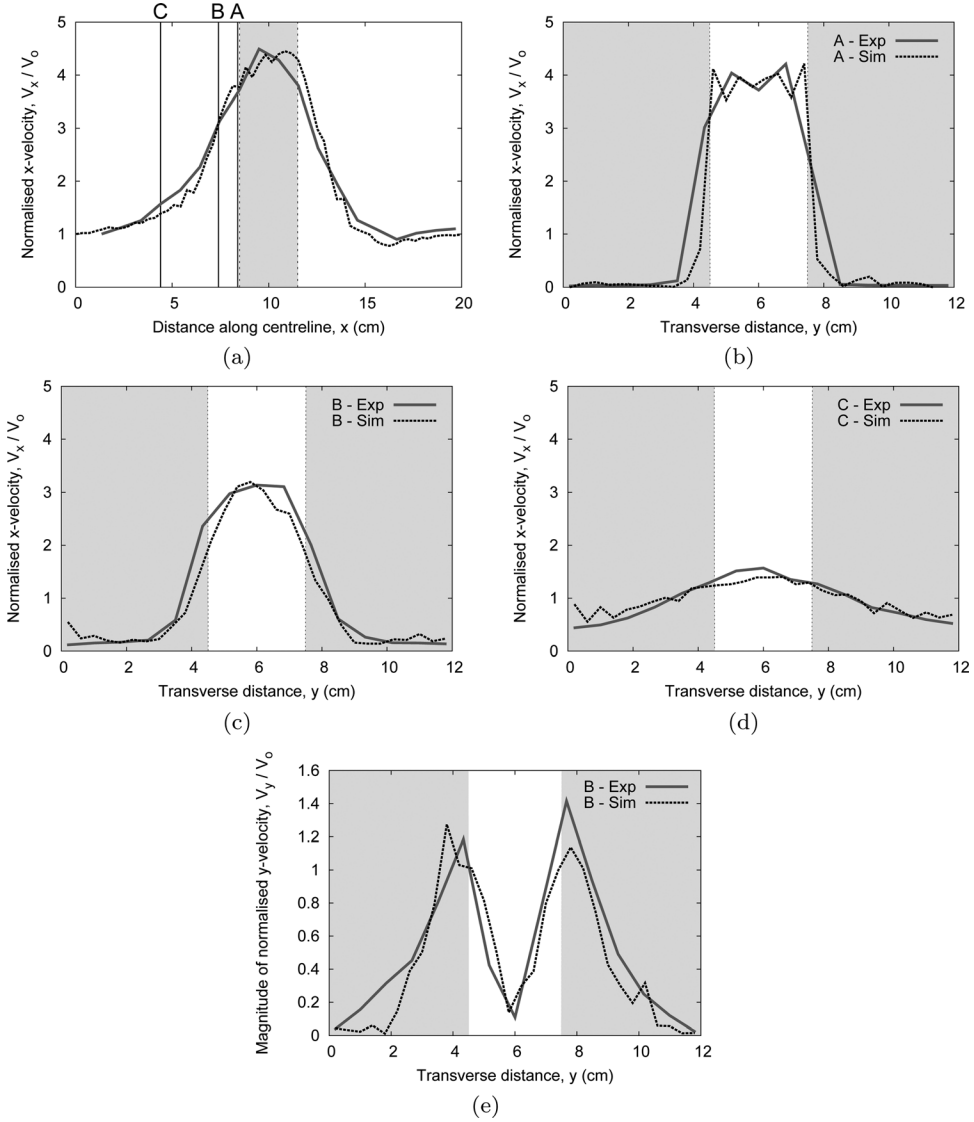 C B A
5
4
3
2
1
0
0 5 10 15 20
Normalised x-velocity, Vx / Vo
Distance along centreline, x (cm)
(a)
A - Exp
A - Sim
5
4
3
2
1
0
0 2 4 6 8 10 12
Normalised x-velocity, Vx / Vo
Transverse distance, y (cm)
(b)
B - Exp
B - Sim
5
4
3
2
1
0
0 2 4 6 8 10 12
Normalised x-velocity, Vx / Vo
Transverse distance, y (cm)
(c)
C - Exp
C - Sim
5
4
3
2
1
0
0 2 4 6 8 10 12
Normalised x-velocity, Vx / Vo
Transverse distance, y (cm)
(d)
B - Exp
B - Sim
1.6
1.4
1.2
1
0.8
0.6
0.4
0.2
0
0 2 4 6 8 10 12
Magnitude of normalised y-velocity, Vy / Vo
Transverse distance, y (cm)
(e)